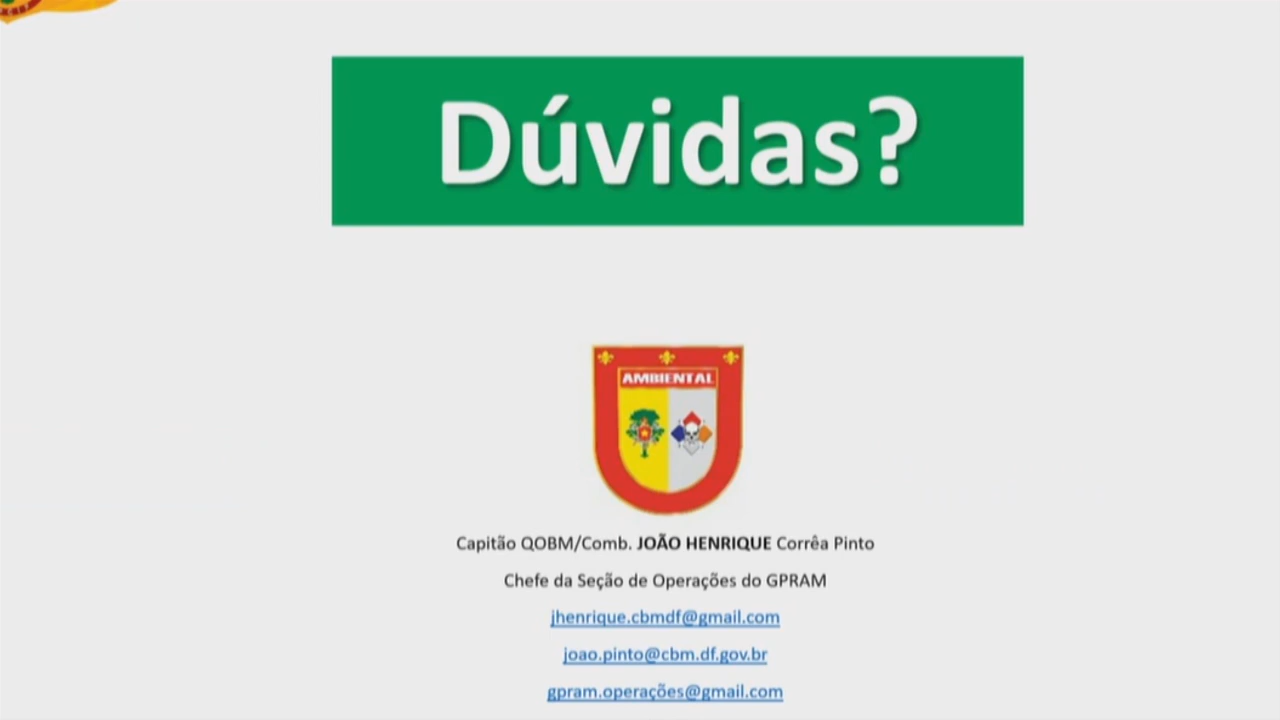 Dúvidas?
AMBIENTAL
Capitão QOBM/Comb. JOÃO HENRIQUE Corrêa Pinto
Chefe da Seção de Operações do GPRAM
jhenrique.cbmdf@gmail.com
joao.pinto@cbm.df.gov.br
gpram.operações@gmail.com